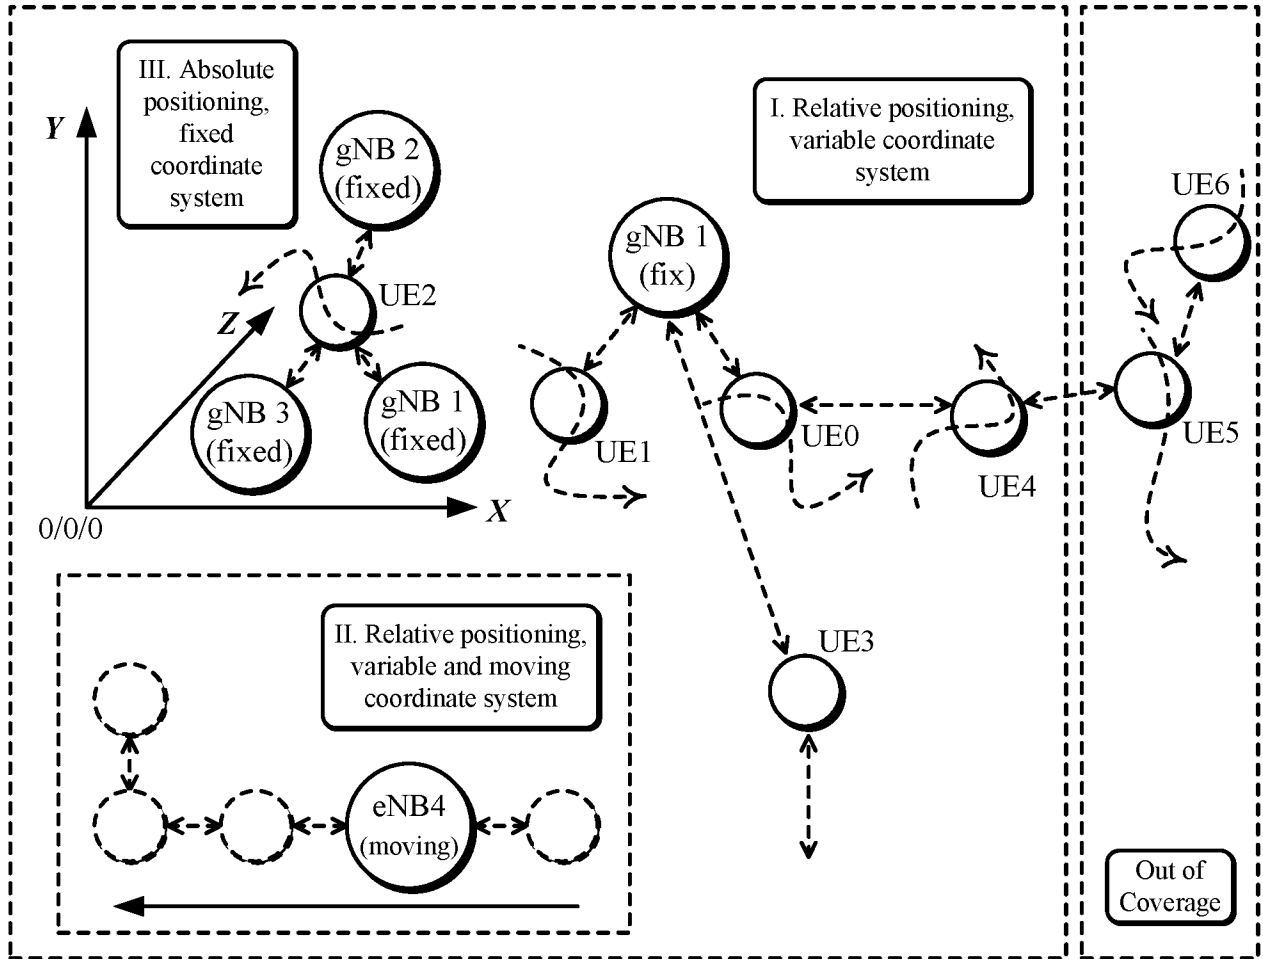 III. Absolute
positioning,
fixed
coordinate
system
Y
gNB 2
(fixed)
UE2
Z
gNB 3
(fixed)
gNB 1
(fixed)
X
0/0/0
I. Relative positioning,
variable coordinate
system
gNB 1
(fix)
UE1
UE0
UE4
UE3
UE6
UE5
II. Relative positioning,
variable and moving
coordinate system
eNB4
(moving)
Out of
Coverage